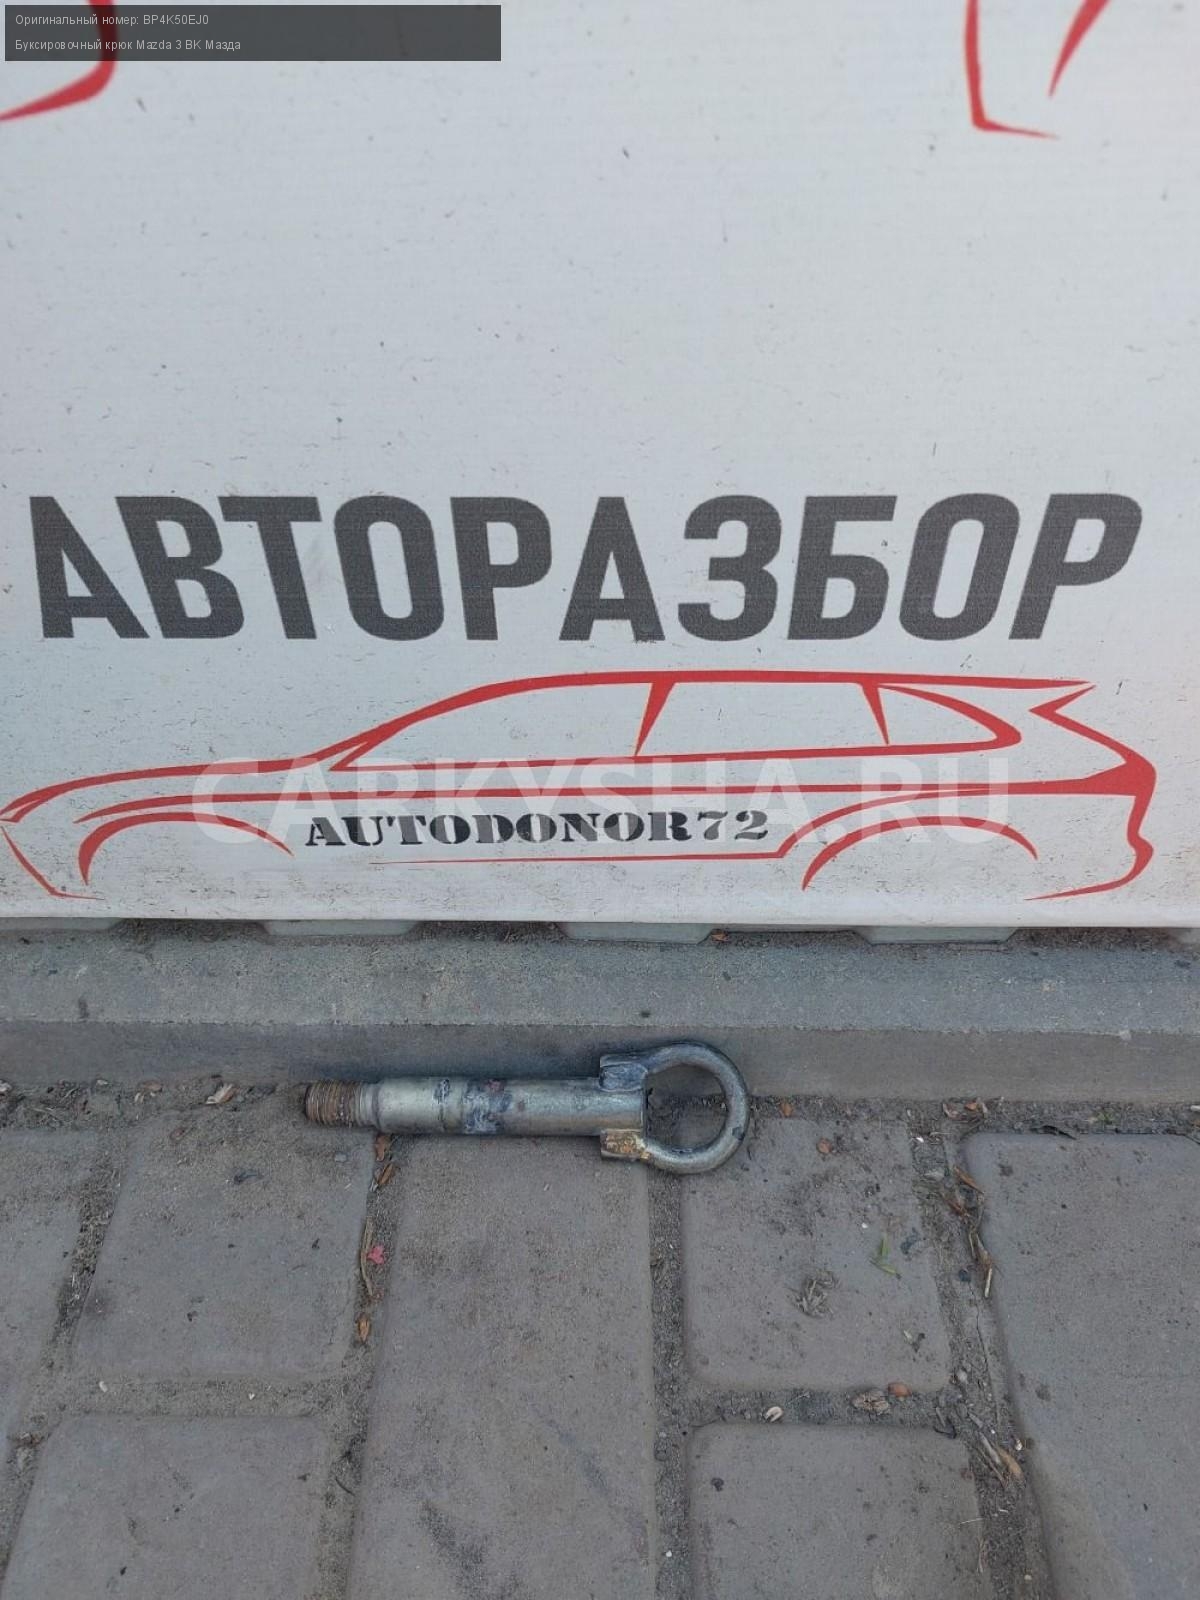 Оригинальный номер: BP4K50EJ0
Буксировочный крюк Mazda 3 BK Мазда
АВТОРАЗБОР
CARKYSHA.RU
AUTODONOR72